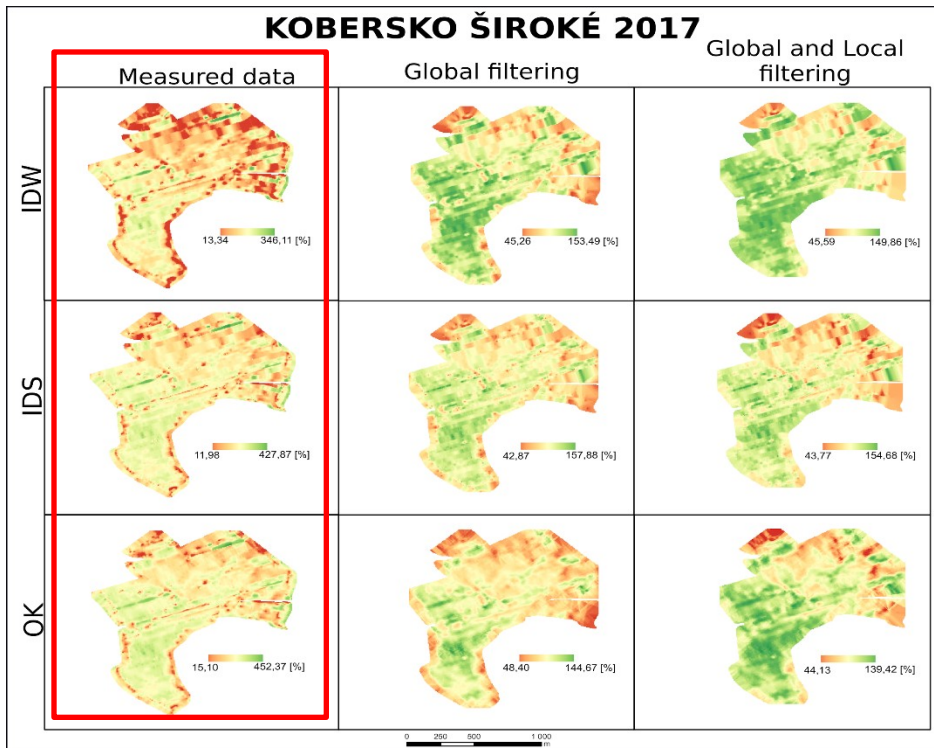 KOBERSKO ŠIROKÉ 2017
Measured data
Global filtering
Global and Local
filtering
IDW
13,34 346,11 [%]
45,26 153,49 [%]
45,59 149,86 [%]
IDS
11,98 427,87 [%]
42,87 157,88 [%]
43,77 154,68 [%]
OK
15,10 452,37 [%]
48,40 144,67 [%]
44,13 139,42 [%]
0 250 500 1 000
m